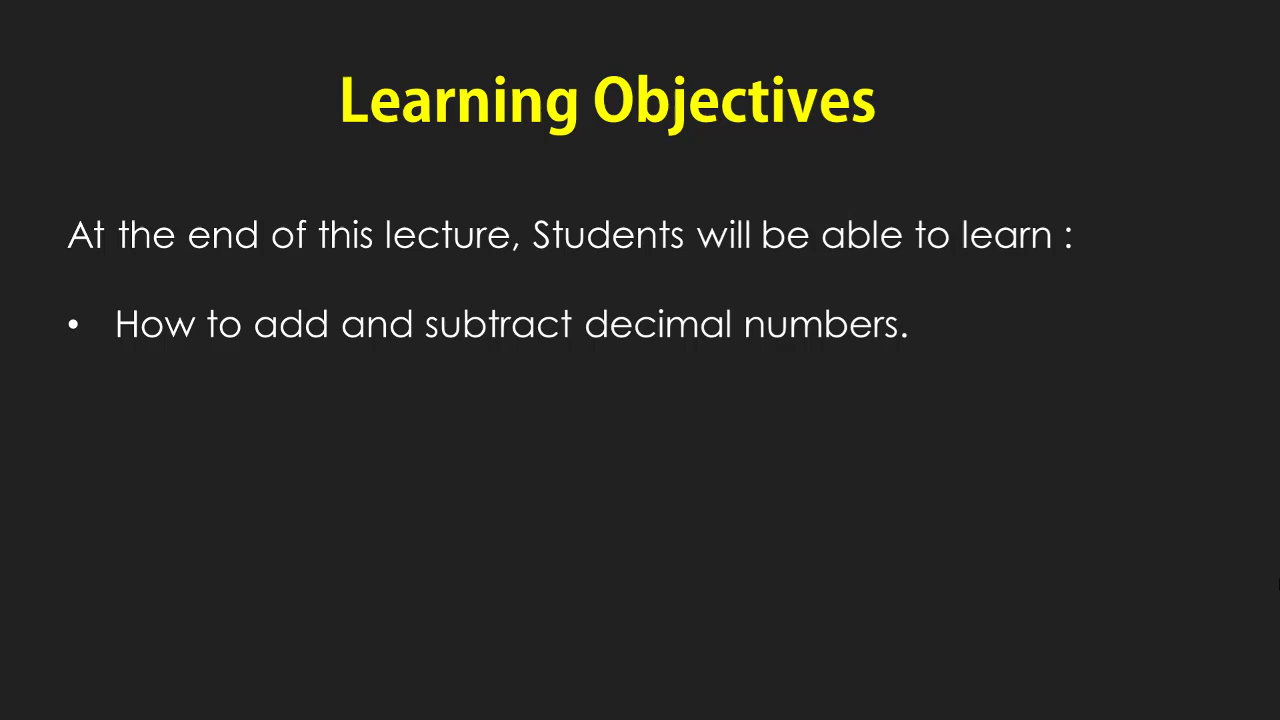 Learning Objectives
At the end of this lecture, Students will be able to learn :
• How to add and subtract decimal numbers.